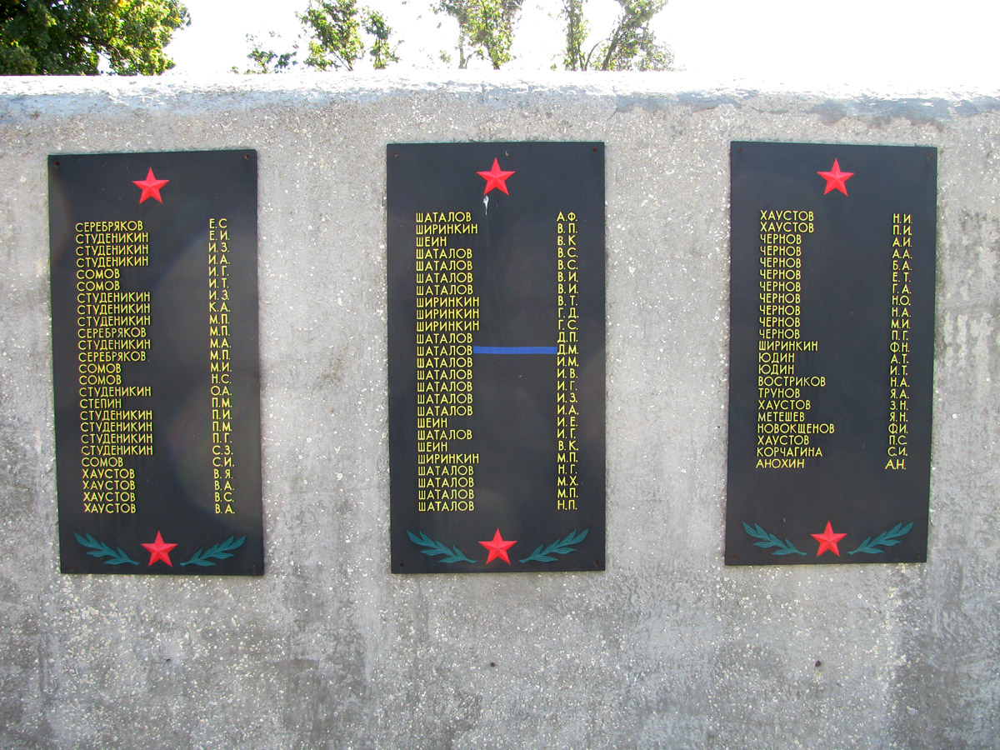 СЕРЕБРЯКОВ Е.С
СТУДЕНИКИН Е.И.
СТУДЕНИКИН И.З.
СТУДЕНИКИН И.А.
СОМОВ И.Г.
СОМОВ И.Т.
СТУДЕНИКИН И.З.
СТУДЕНИКИН К.А.
СТУДЕНИКИН М.П.
СЕРЕБРЯКОВ М.П.
СТУДЕНИКИН М.А.
СЕРЕБРЯКОВ М.П.
СОМОВ М.И.
СОМОВ Н.С.
СТУДЕНИКИН О.А.
СТЕПИН П.М.
СТУДЕНИКИН П.И.
СТУДЕНИКИН П.М.
СТУДЕНИКИН П.Г.
СТУДЕНИКИН С.З.
СОМОВ С.И.
ХАУСТОВ В.Я.
ХАУСТОВ В.А.
ХАУСТОВ В.С.
ХАУСТОВ В.А.
ШАТАЛОВ А.Ф.
ШИРИНКИН В.П.
ШЕИН В.К
ШАТАЛОВ В.С.
ШАТАЛОВ В.С.
ШАТАЛОВ В.И.
ШАТАЛОВ В.И.
ШИРИНКИН В.Т.
ШИРИНКИН Г.Д.
ШИРИНКИН Г.С.
ШАТАЛОВ Д.П.
ШАТАЛОВ Д.М.
ШАТАЛОВ И.М.
ШАТАЛОВ И.В.
ШАТАЛОВ И.Г.
ШАТАЛОВ И.З.
ШАТАЛОВ И.А.
ШЕИН И.Е.
ШАТАЛОВ И.Г.
ШЕИН В.К.
ШИРИНКИН М.П.
ШАТАЛОВ Н.Г.
ШАТАЛОВ М.Х.
ШАТАЛОВ М.П.
ШАТАЛОВ Н.П.
ХАУСТОВ Н.И.
ХАУСТОВ П.И.
ЧЕРНОВ А.И.
ЧЕРНОВ А.А.
ЧЕРНОВ Б.А.
ЧЕРНОВ Е.Т.
ЧЕРНОВ Г.А.
ЧЕРНОВ Н.О.
ЧЕРНОВ Н.А.
ЧЕРНОВ М.И.
ЧЕРНОВ П.Г.
ШИРИНКИН Ф.Н.
ЮДИН А.Т.
ЮДИН И.Т.
ВОСТРИКОВ Н.А.
ТРУНОВ Я.А.
ХАУСТОВ З.Н.
МЕТЕШЕВ Я.Н.
НОВОКЩЕНОВ Ф.И.
ХАУСТОВ П.С.
КОРЧАГИНА С.И.
АНОХИН А.Н.